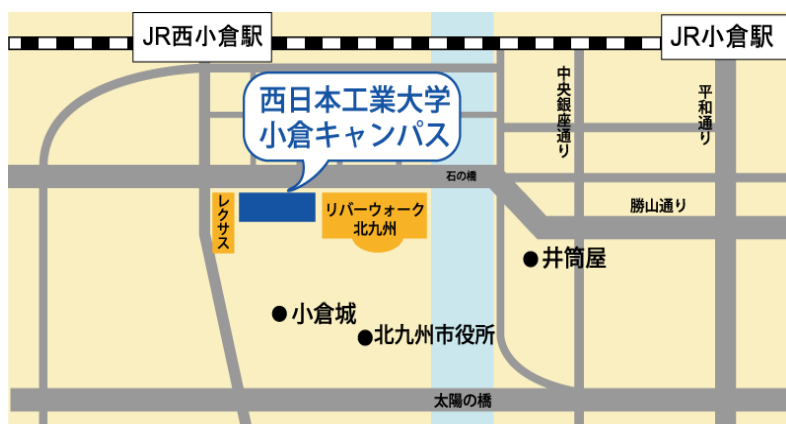 JR西小倉駅
JR小倉駅
西日本工業大学
小倉キャンパス
中央銀座通り
平和通り
石の橋
レクサス
リバーウォーク
北九州
勝山通り
井筒屋
小倉城
北九州市役所
太陽の橋